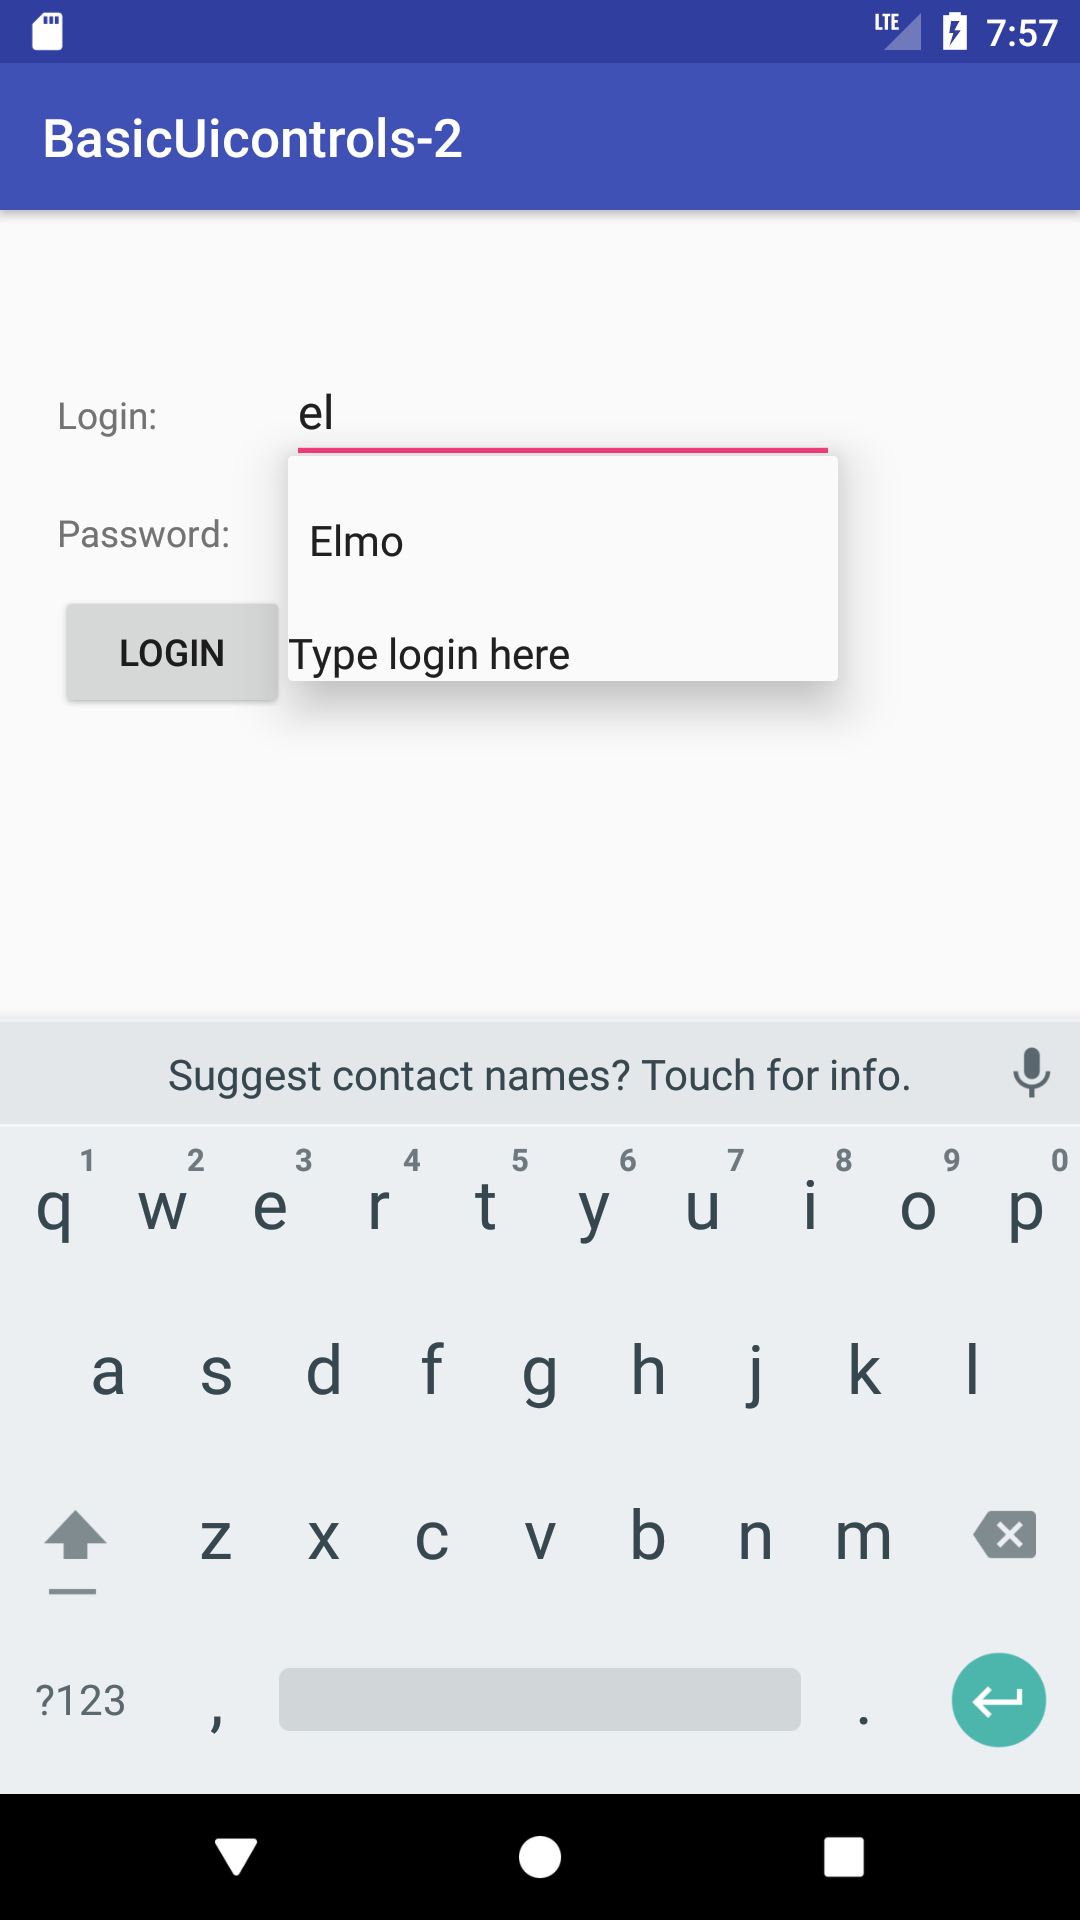 LTE 7:57
BasicUicontrols-2
Login: el
Elmo
Password:
LOGIN
Type login here
Suggest contact names? Touch for info.
1 2 3 4 5 6 7 8 9 0
q w e r t y u i o p
a s d f g h j k l
z x c v b n m
?123 , .